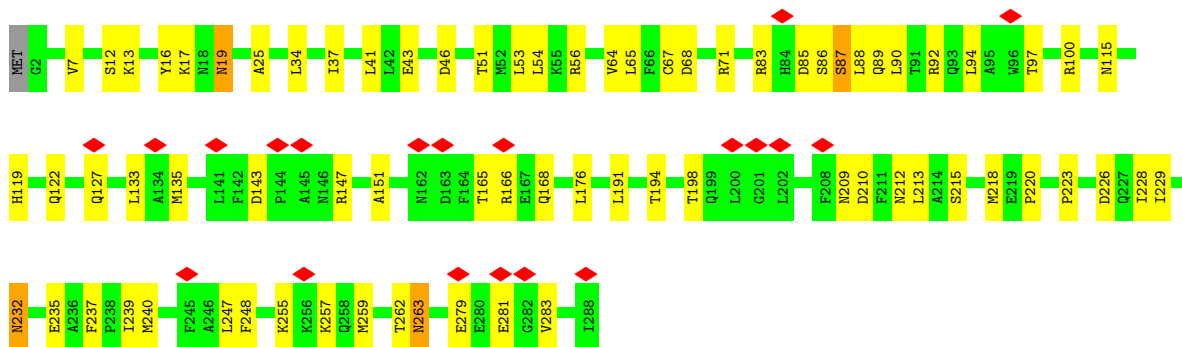 MET G2 V7 S12 K13 Y16 K17 N18 N19 A25 L34 I37 L41 L42 E43 D46 T51 M52 L53 L54 K55 R56 V64 L65 F66 C67 D68 R71 R83 H84 D85 S86 S87 L88 Q89 L90 T91 R92 Q93 L94 A95 W96 T97 R100 N115
H119 Q122 Q127 L133 A134 M135 L141 F142 D143 P144 A145 N146 R147 A151 N162 D163 F164 T165 R166 E167 Q168 L176 L191 T194 T198 Q199 L200 G201 L202 F208 N209 D210 F211 N212 L213 A214 S215 M218 E219 P220 P223 D226 Q227 I228 I229
N232 E235 A236 F237 P238 I239 M240 F245 A246 L247 F248 K255 K256 K257 Q258 M259 T262 N263 E279 E280 E281 G282 V283 I288